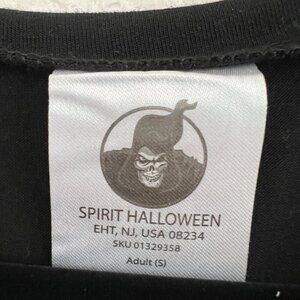 SPIRIT HALLOWEEN
EHT, NJ, USA 08234
SKU 01329358
Adult (S)